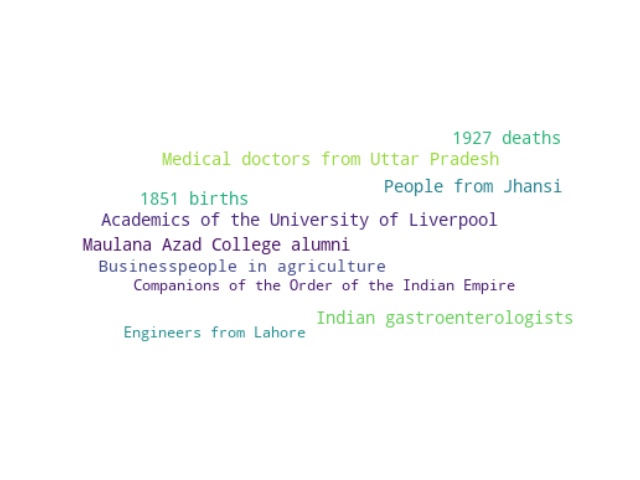 1927 deaths
Medical doctors from Uttar Pradesh
People from Jhansi
1851 births
Academics of the University of Liverpool
Maulana Azad College alumni
Businesspeople in agriculture
Companions of the Order of the Indian Empire
Indian gastroenterologists
Engineers from Lahore